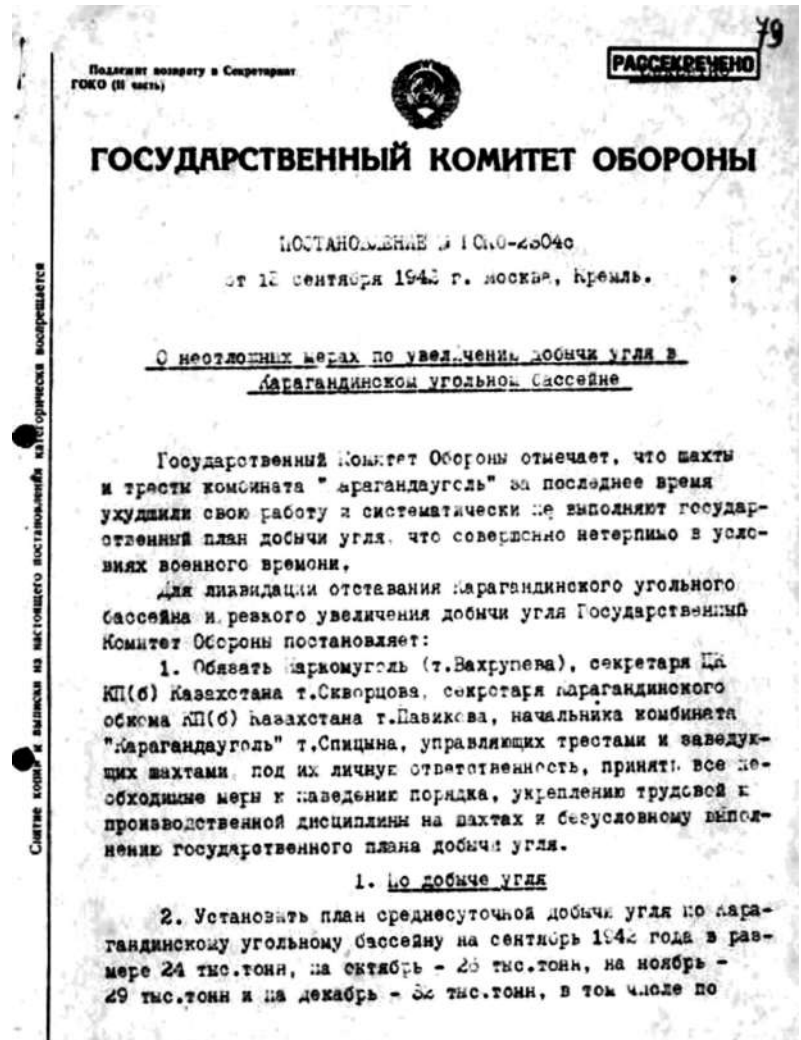 79
Подлежит возврату в Секретариат
ГОКО (II часть)
РАССЕКРЕЧЕНО
ГОСУДАРСТВЕННЫЙ КОМИТЕТ ОБОРОНЫ
ПОСТАНОВЛЕНИЕ ГОКО
от сентября 1942 г. Москва, Кремль.
О неотложных мерах по увеличению добычи угля в
Карагандинском угольном бассейне
Государственный Комитет Обороны отмечает, что шахты
и тресты комбината "Карагандауголь" за последнее время
ухудшили свою работу и систематически не выполняют государ-
ственный план добычи угля, что совершенно нетерпимо в усло-
виях военного времени.
Для ликвидации отставания Карагандинского угольного
бассейна и резкого увеличения добычи угля Государственный
Комитет Обороны постановляет:
1. Обязать Наркомуголь (т.Вахрушева), секретаря ЦК
КП(б) Казахстана т.Скворцова, секретаря Карагандинского
обкома КП(б) Казахстана начальника комбината
"Карагандауголь" т.Спицына, управляющих трестами и заведую-
щих шахтами, под их личную ответственность, принять все не-
обходимые меры к наведению порядка, укреплению трудовой и
производственной дисциплины на шахтах и безусловному выпол-
нению государственного плана добычи угля.
1. По добыче угля
2. Установить план среднесуточной добычи угля по Кара-
гандинскому угольному бассейну на сентябрь 1942 года в раз-
мере 24 тыс.тонн, на октябрь - тыс.тонн, на ноябрь -
29 тыс.тонн и на декабрь - 32 тыс.тонн, в том числе по
Снятие копий и выписки из настоящего постановления категорически воспрещается